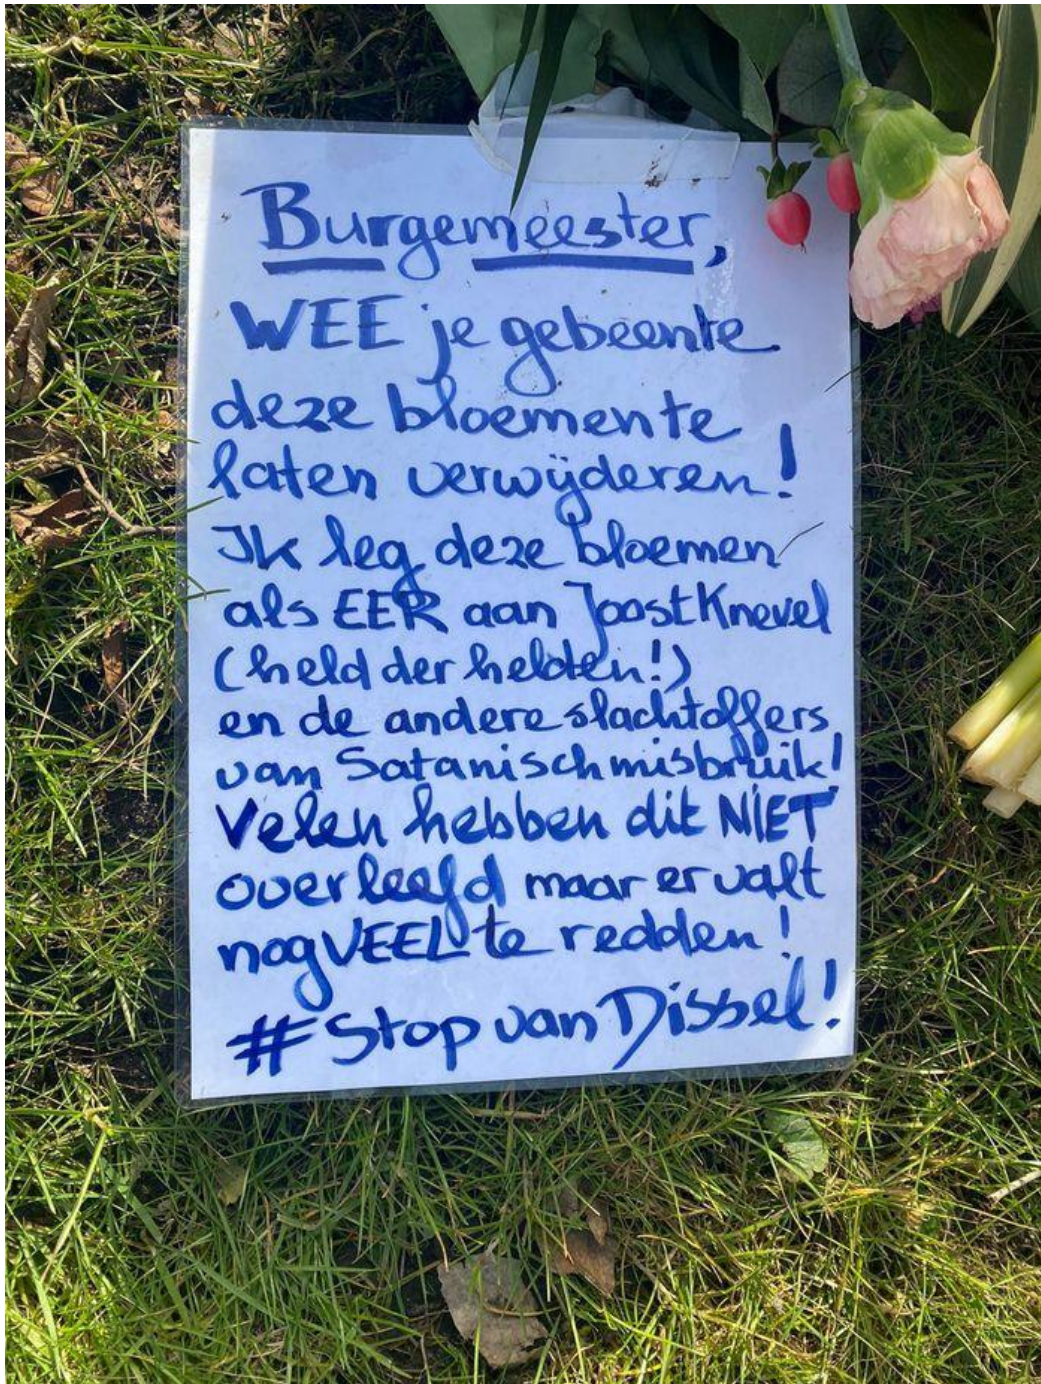 Burgemeester,
WEE je gebeente
deze bloemen te
laten verwijderen!
Ik leg deze bloemen
als EER aan Joost Knevel
(held der helden!)
en de andere slachtoffers
van Satanisch misbruik!
Velen hebben dit NIET
overleefd maar er valt
nog VEEL te redden!
#Stop van Dissel!